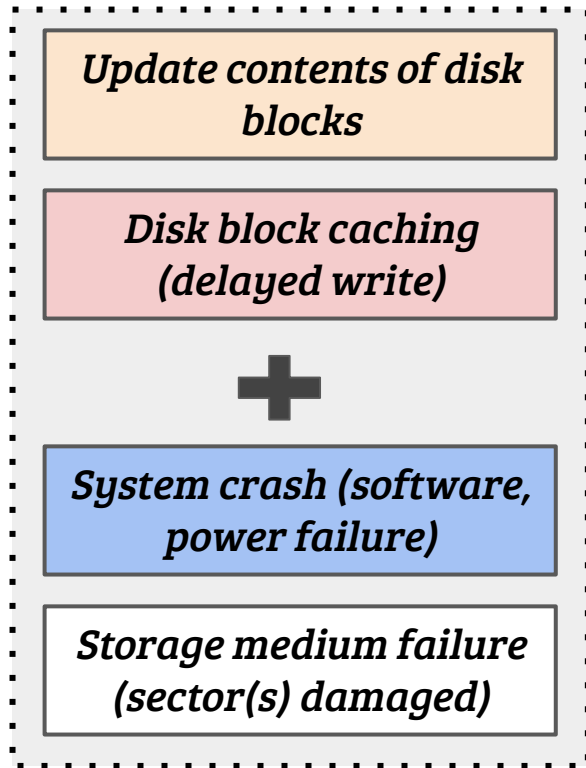 Update contents of disk
blocks
Disk block caching
(delayed write)
System crash (software,
power failure)
Storage medium failure
(sector(s) damaged)